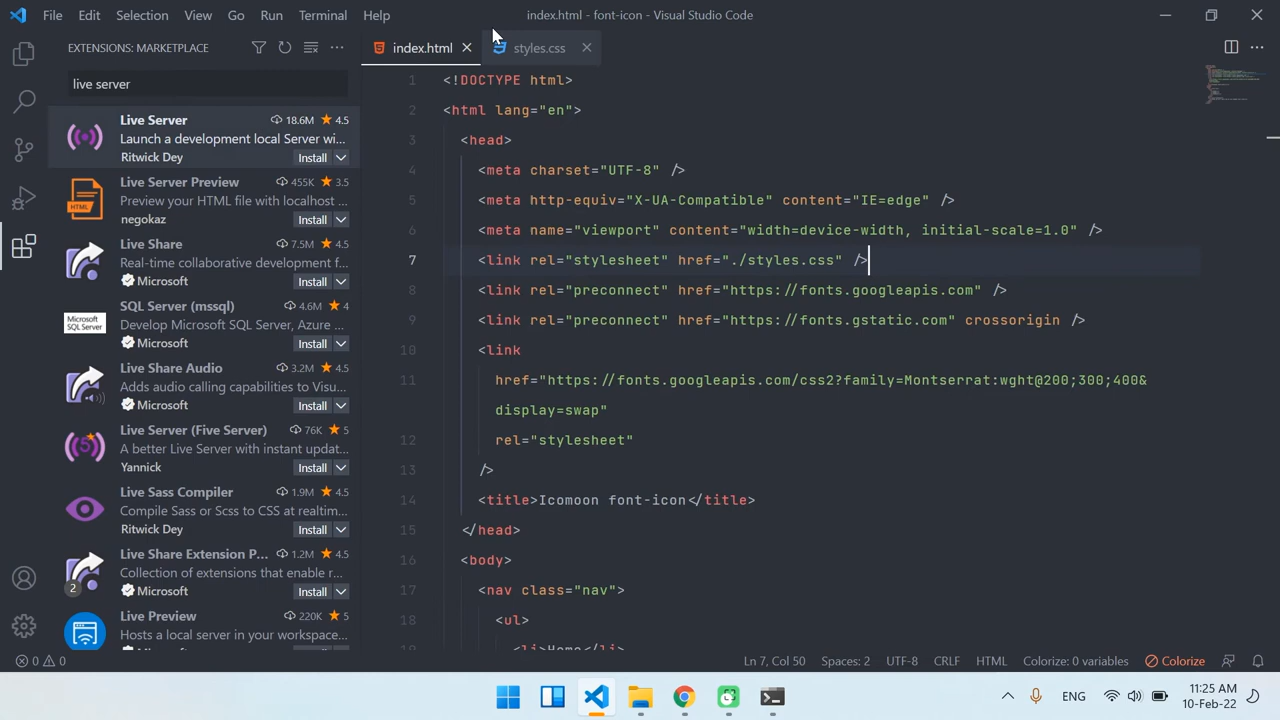 File Edit Selection View Go Run Terminal Help
index.html - font-icon - Visual Studio Code
EXTENSIONS: MARKETPLACE
live server
Live Server 18.6M 4.5
Launch a development local Server wi...
Ritwick Dey Install
Live Server Preview 455K 3.5
Preview your HTML file with localhost ...
negokaz Install
Live Share 7.5M 4.5
Real-time collaborative development fr...
Microsoft Install
Microsoft
SQL Server
SQL Server (mssql) 4.6M 4
Develop Microsoft SQL Server, Azure ...
Microsoft Install
Live Share Audio 3.2M 4.5
Adds audio calling capabilities to Visu...
Microsoft Install
Live Server (Five Server) 76K 5
A better Live Server with instant updat...
Yannick Install
Live Sass Compiler 1.9M 4.5
Compile Sass or Scss to CSS at realtim...
Ritwick Dey Install
Live Share Extension P... 1.2M 4.5
Collection of extensions that enable r...
2 Microsoft Install
Live Preview 220K 5
Hosts a local server in your workspace...
index.html styles.css
1 <!DOCTYPE html>
2 <html lang="en">
3 <head>
4 <meta charset="UTF-8" />
5 <meta http-equiv="X-UA-Compatible" content="IE=edge" />
6 <meta name="viewport" content="width=device-width, initial-scale=1.0" />
7 <link rel="stylesheet" href="./styles.css" />
8 <link rel="preconnect" href="https://fonts.googleapis.com" />
9 <link rel="preconnect" href="https://fonts.gstatic.com" crossorigin />
10 <link
11 href="https://fonts.googleapis.com/css2?family=Montserrat:wght@200;300;400&
display=swap"
12 rel="stylesheet"
13 />
14 <title>Icomoon font-icon</title>
15 </head>
16 <body>
17 <nav class="nav">
18 <ul>
19 <li>Home</li>
0 0 Ln 7, Col 50 Spaces: 2 UTF-8 CRLF HTML Colorize: 0 variables Colorize
ENG 11:25 AM
10-Feb-22